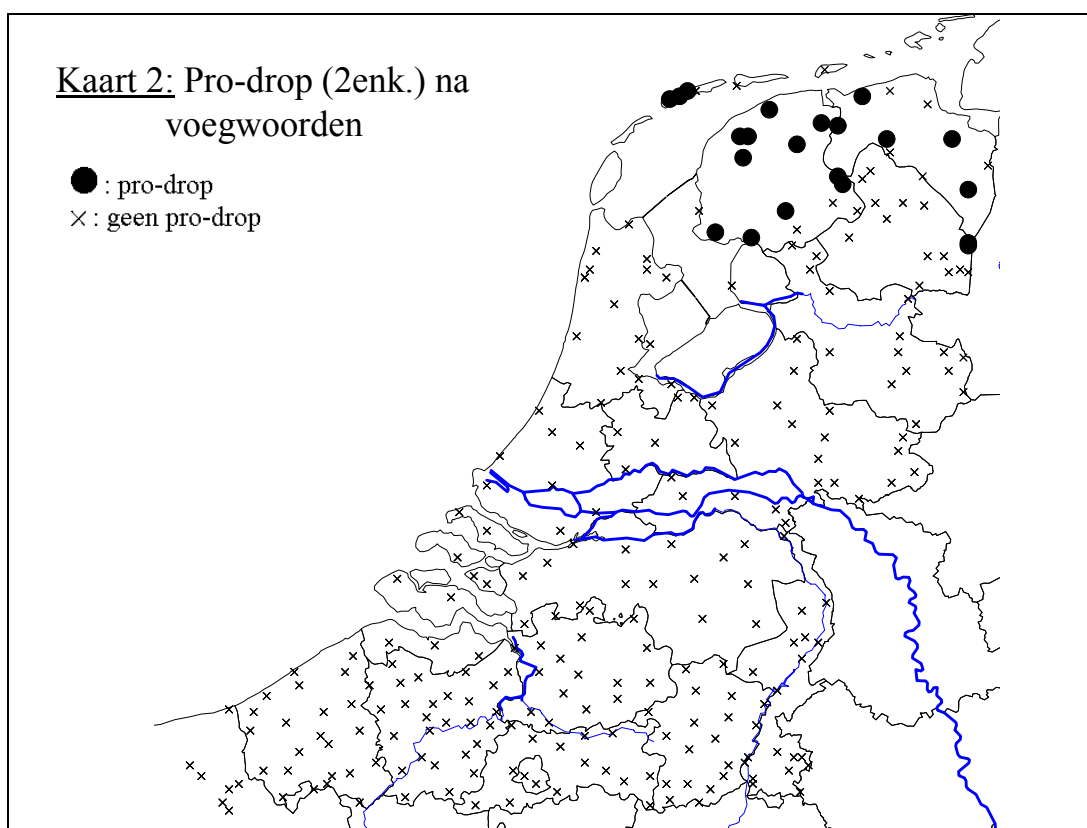 Kaart 2: Pro-drop (2enk.) na
voegwoorden
: pro-drop
× : geen pro-drop